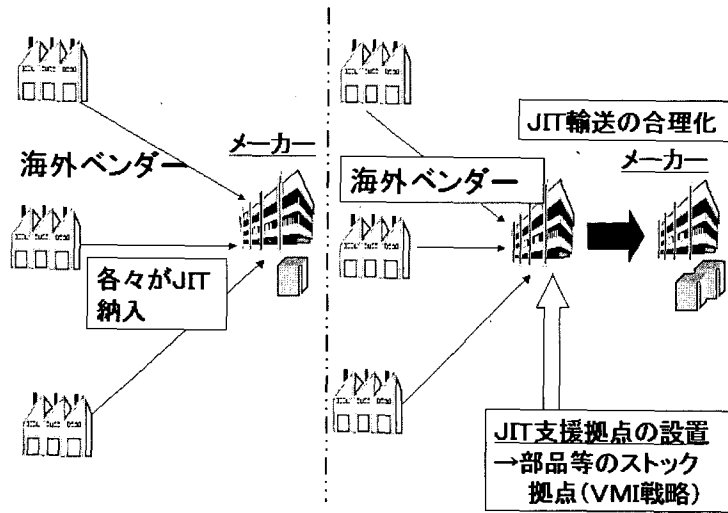 メーカー
海外ベンダー
各々がJIT
納入
JIT輸送の合理化
メーカー
海外ベンダー
JIT支援拠点の設置
→部品等のストック
拠点(VMI戦略)